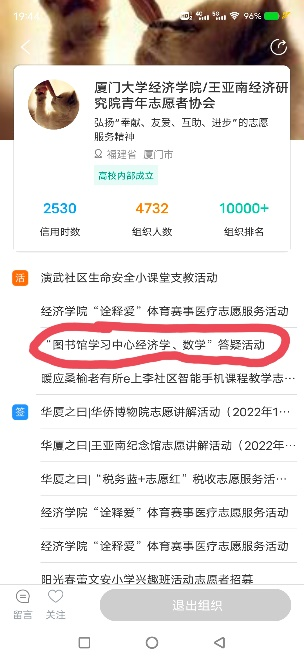 19:44
96%
厦门大学经济学院/王亚南经济研
究院青年志愿者协会
弘扬“奉献、友爱、互助、进步”的志愿
服务精神
福建省 厦门市
高校内部成立
2530 4732 10000+
信用时数 组织人数 组织排名
活 演武社区生命安全小课堂支教活动
经济学院“诠释爱”体育赛事医疗志愿服务活动
“图书馆学习中心经济学、数学”答疑活动
暖应桑榆老有所e上李社区智能手机课程教学志…
签 华厦之曰|华侨博物院志愿讲解活动（2022年1…
华厦之曰|王亚南纪念馆志愿讲解活动（2022年…
华厦之曰|“税务蓝+志愿红”税收志愿服务活…
经济学院“诠释爱”体育赛事医疗志愿服务活动
经济学院“诠释爱”体育赛事医疗志愿服务活动
阳光春蕾文安小学兴趣班活动志愿者招募
留言 关注 退出组织